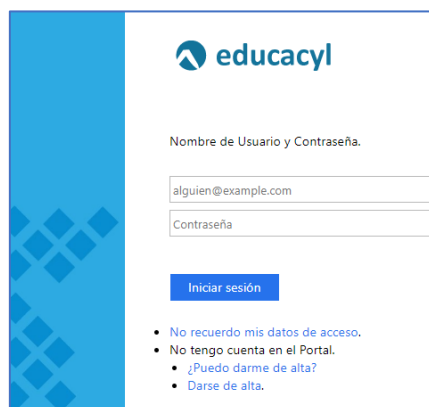 educacyl
Nombre de Usuario y Contraseña.
alguien@example.com
Contraseña
Iniciar sesión
No recuerdo mis datos de acceso.
No tengo cuenta en el Portal.
¿Puedo darme de alta?
Darse de alta.